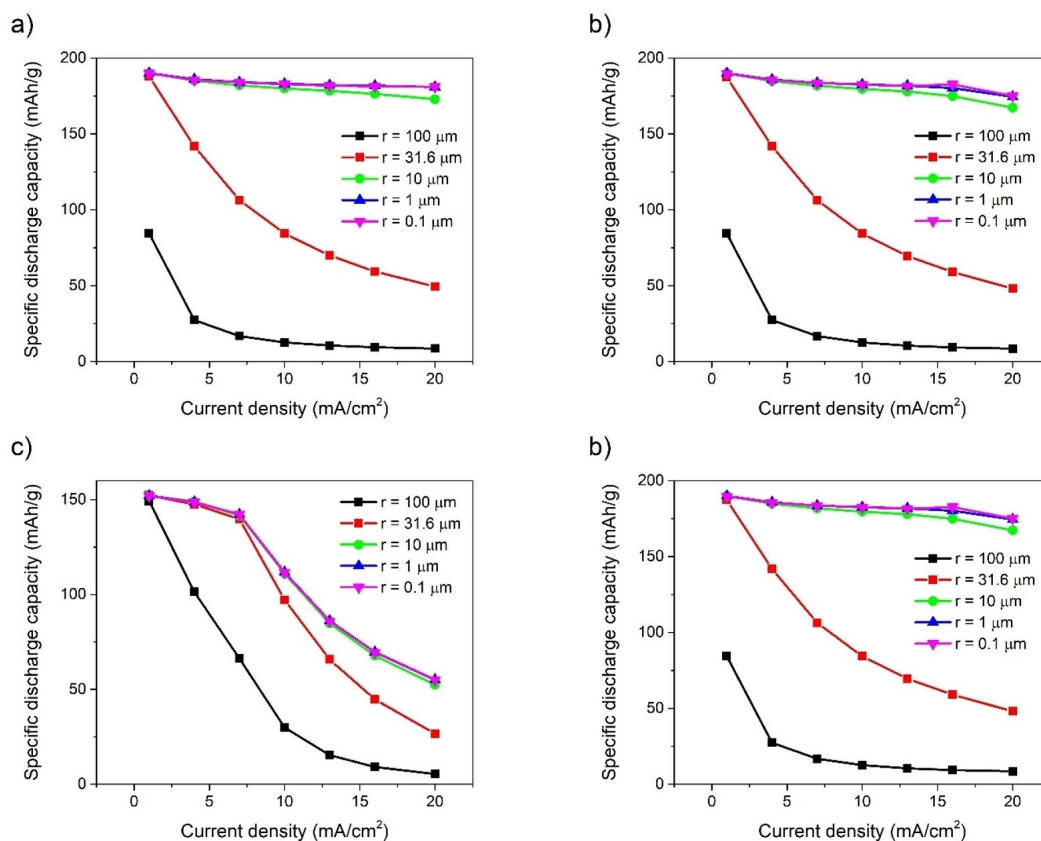 a)
200
150
100
50
0
Specific discharge capacity (mAh/g)
r = 100 μm
r = 31.6 μm
r = 10 μm
r = 1 μm
r = 0.1 μm
0 5 10 15 20
Current density (mA/cm²)
b)
200
150
100
50
0
Specific discharge capacity (mAh/g)
r = 100 μm
r = 31.6 μm
r = 10 μm
r = 1 μm
r = 0.1 μm
0 5 10 15 20
Current density (mA/cm²)
c)
150
100
50
0
Specific discharge capacity (mAh/g)
r = 100 μm
r = 31.6 μm
r = 10 μm
r = 1 μm
r = 0.1 μm
0 5 10 15 20
Current density (mA/cm²)
b)
200
150
100
50
0
Specific discharge capacity (mAh/g)
r = 100 μm
r = 31.6 μm
r = 10 μm
r = 1 μm
r = 0.1 μm
0 5 10 15 20
Current density (mA/cm²)